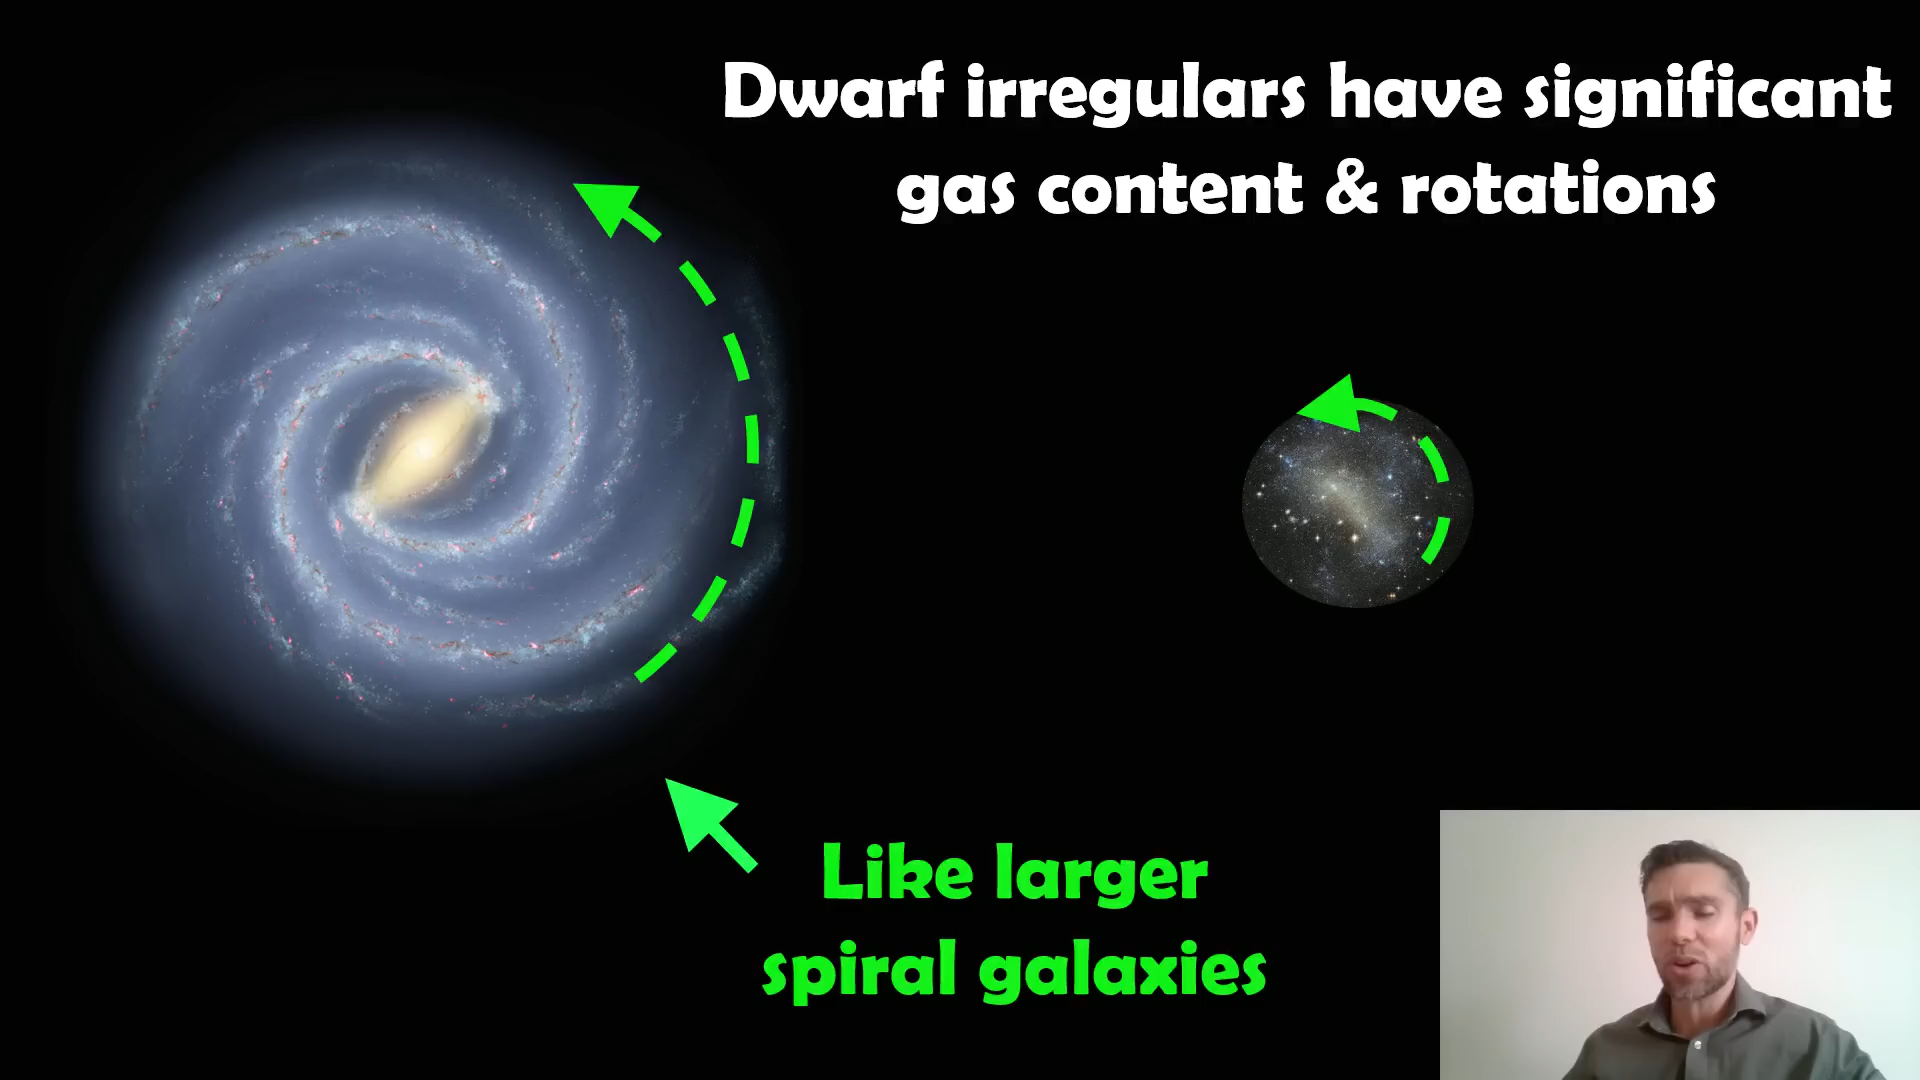 Dwarf irregulars have significant
gas content & rotations
Like larger
spiral galaxies